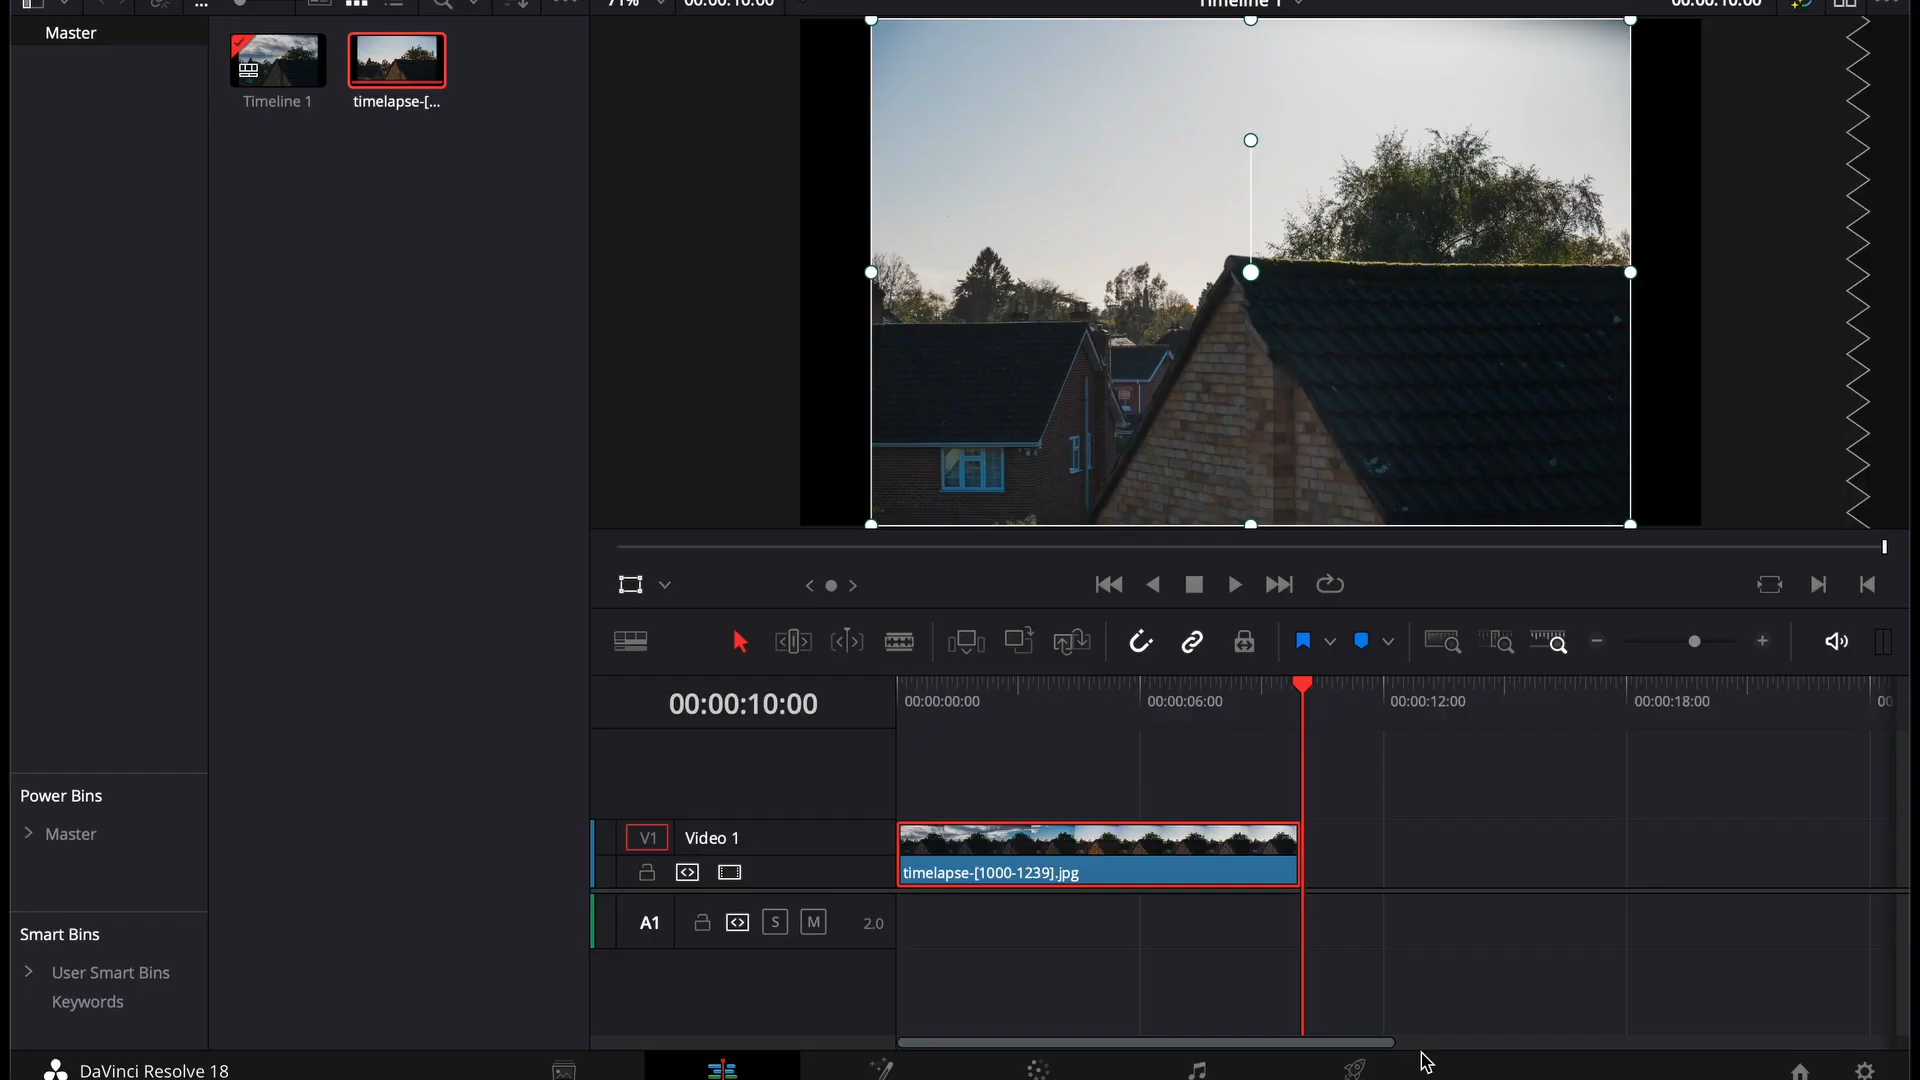 71%
00:00:10:00
Timeline 1
00:00:10:00
Master
Timeline 1
timelapse-[...
00:00:10:00
00:00:00:00
00:00:06:00
00:00:12:00
00:00:18:00
00
Power Bins
Master
V1
Video 1
timelapse-[1000-1239].jpg
A1
S
M
2.0
Smart Bins
User Smart Bins
Keywords
DaVinci Resolve 18